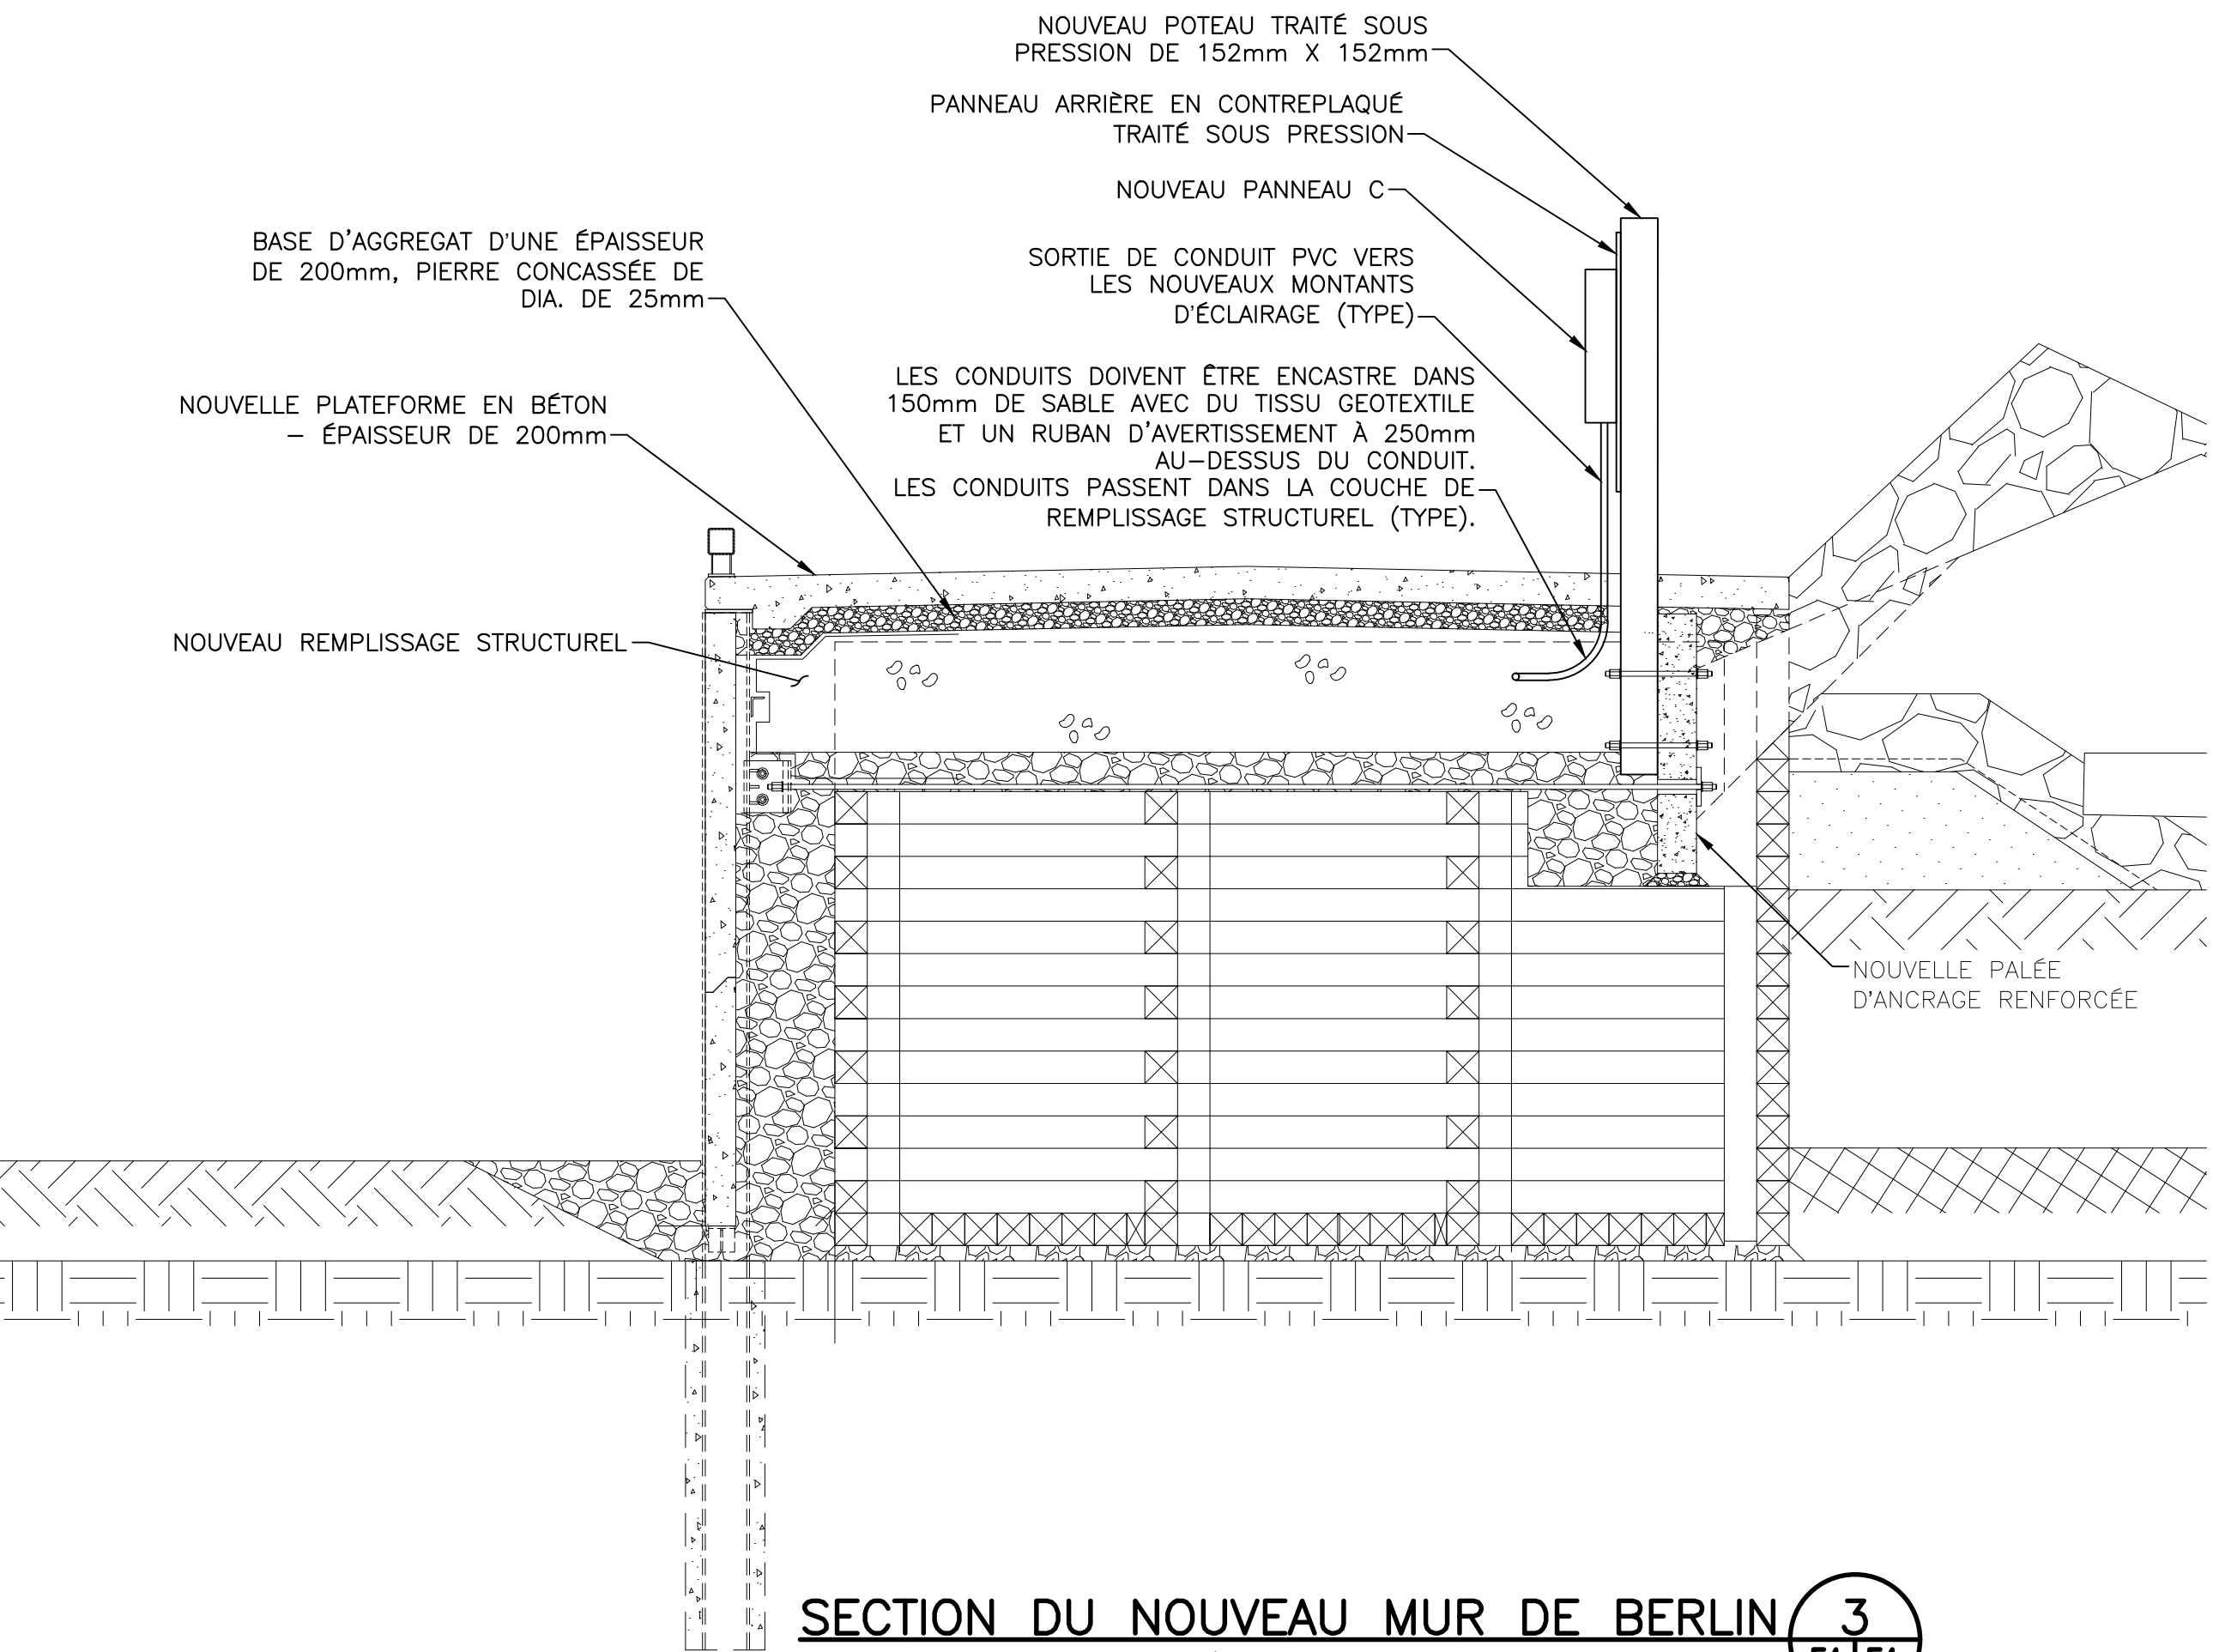 NOUVEAU POTEAU TRAITÉ SOUS
PRESSION DE 152mm X 152mm
PANNEAU ARRIÈRE EN CONTREPLAQUÉ
TRAITÉ SOUS PRESSION
NOUVEAU PANNEAU C
SORTIE DE CONDUIT PVC VERS
LES NOUVEAUX MONTANTS
D'ÉCLAIRAGE (TYPE)
BASE D'AGGREGAT D'UNE ÉPAISSEUR
DE 200mm, PIERRE CONCASSÉE DE
DIA. DE 25mm
LES CONDUITS DOIVENT ÊTRE ENCASTRE DANS
150mm DE SABLE AVEC DU TISSU GEOTEXTILE
ET UN RUBAN D'AVERTISSEMENT À 250mm
AU-DESSUS DU CONDUIT.
LES CONDUITS PASSENT DANS LA COUCHE DE
REMPLISSAGE STRUCTUREL (TYPE).
NOUVELLE PLATEFORME EN BÉTON
- ÉPAISSEUR DE 200mm
NOUVEAU REMPLISSAGE STRUCTUREL
NOUVELLE PALÉE
D'ANCRAGE RENFORCÉE
SECTION DU NOUVEAU MUR DE BERLIN
3